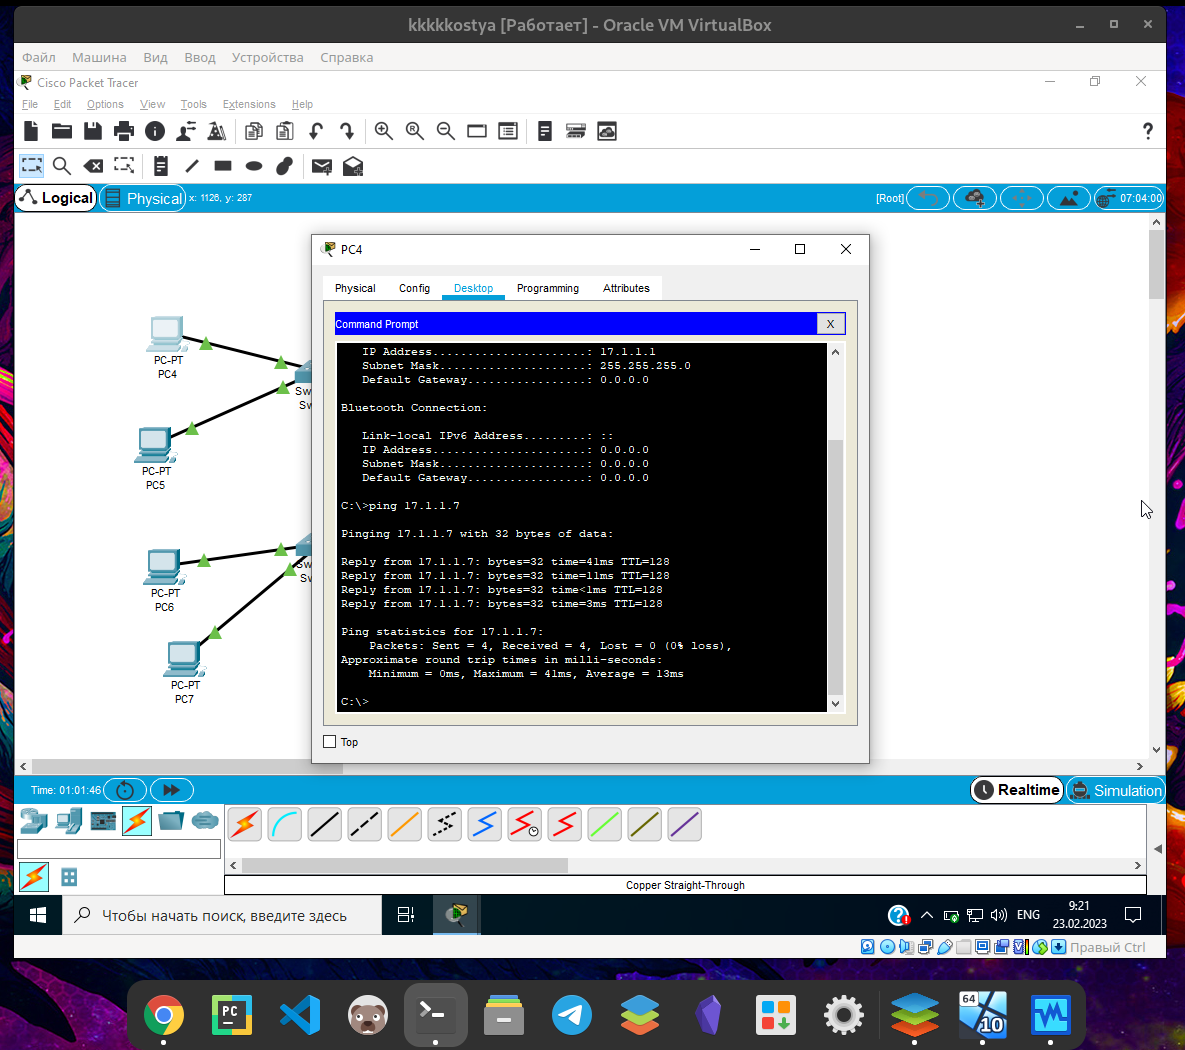 kkkkkostya [Работает] - Oracle VM VirtualBox
Файл Машина Вид Ввод Устройства Справка
Cisco Packet Tracer
File Edit Options View Tools Extensions Help
Logical Physical x: 1126, y: 287 [Root] 07:04:00
PC4
Physical Config Desktop Programming Attributes
Command Prompt X
IP Address......................: 17.1.1.1
Subnet Mask.....................: 255.255.255.0
Default Gateway.................: 0.0.0.0
Bluetooth Connection:
Link-local IPv6 Address.........: ::
IP Address......................: 0.0.0.0
Subnet Mask.....................: 0.0.0.0
Default Gateway.................: 0.0.0.0
C:\>ping 17.1.1.7
Pinging 17.1.1.7 with 32 bytes of data:
Reply from 17.1.1.7: bytes=32 time=41ms TTL=128
Reply from 17.1.1.7: bytes=32 time=11ms TTL=128
Reply from 17.1.1.7: bytes=32 time<1ms TTL=128
Reply from 17.1.1.7: bytes=32 time=3ms TTL=128
Ping statistics for 17.1.1.7:
Packets: Sent = 4, Received = 4, Lost = 0 (0% loss),
Approximate round trip times in milli-seconds:
Minimum = 0ms, Maximum = 41ms, Average = 13ms
C:\>
Top
PC-PT
PC4
Sw
Sw
PC-PT
PC5
Sw
Sw
PC-PT
PC6
PC-PT
PC7
Time: 01:01:46 Realtime Simulation
Copper Straight-Through
Чтобы начать поиск, введите здесь
ENG
9:21
23.02.2023
Правый Ctrl
PC
64
10